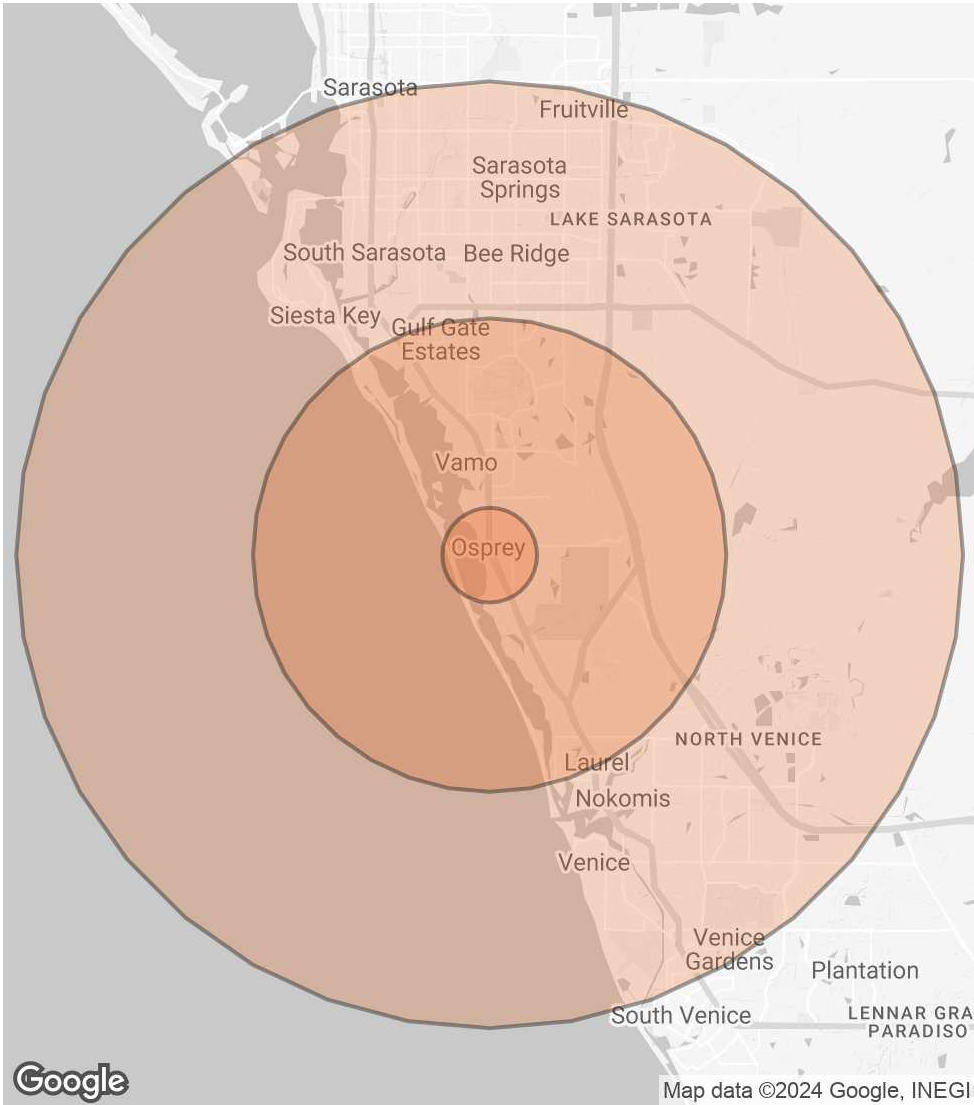 Sarasota
Fruitville
Sarasota
Springs
LAKE SARASOTA
South Sarasota
Bee Ridge
Siesta Key
Gulf Gate
Estates
Vamo
Osprey
NORTH VENICE
Laurel
Nokomis
Venice
Venice
Gardens
Plantation
South Venice
LENNAR GRA
PARADISO
Google
Map data ©2024 Google, INEGI